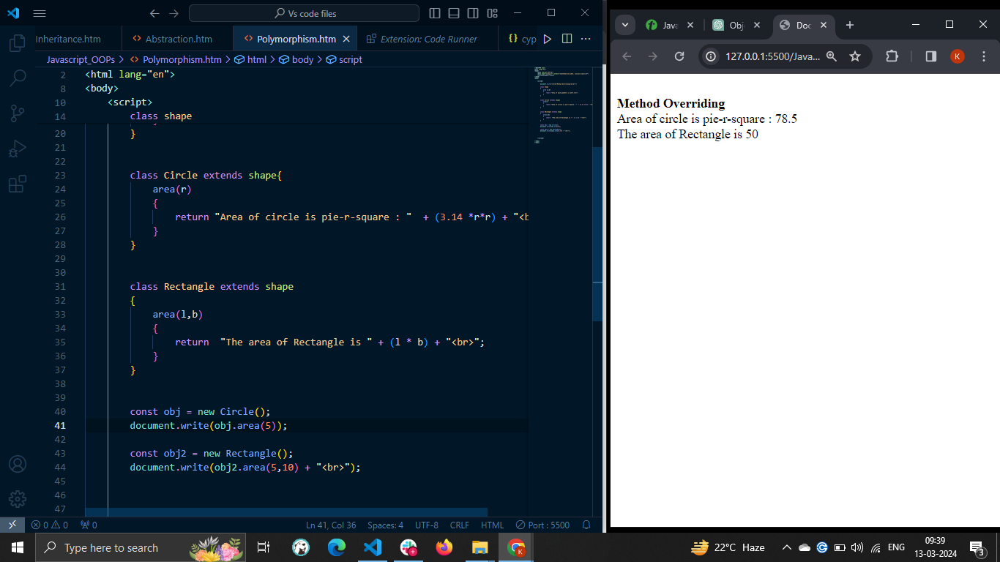 Vs code files
Inheritance.htm
Abstraction.htm
Polymorphism.htm
Extension: Code Runner
{} cyp
Javascript_OOPs > Polymorphism.htm > html > body > script
2 <html lang="en">
8 <body>
10 <script>
14 class shape
20 }
21
22
23 class Circle extends shape{
24 area(r)
25 {
26 return "Area of circle is pie-r-square : "  + (3.14 *r*r) + "<b
27 }
28 }
29
30
31 class Rectangle extends shape
32 {
33 area(l,b)
34 {
35 return  "The area of Rectangle is " + (l * b) + "<br>";
36 }
37 }
38
39
40 const obj = new Circle();
41 document.write(obj.area(5));
42
43 const obj2 = new Rectangle();
44 document.write(obj2.area(5,10) + "<br>");
45
46
47
0 0 0 Ln 41, Col 36 Spaces: 4 UTF-8 CRLF HTML Port : 5500
Java
Obj
Doc
127.0.0.1:5500/Java...
K
Method Overriding
Area of circle is pie-r-square : 78.5
The area of Rectangle is 50
Type here to search
K
22°C Haze
ENG
09:39
13-03-2024
3